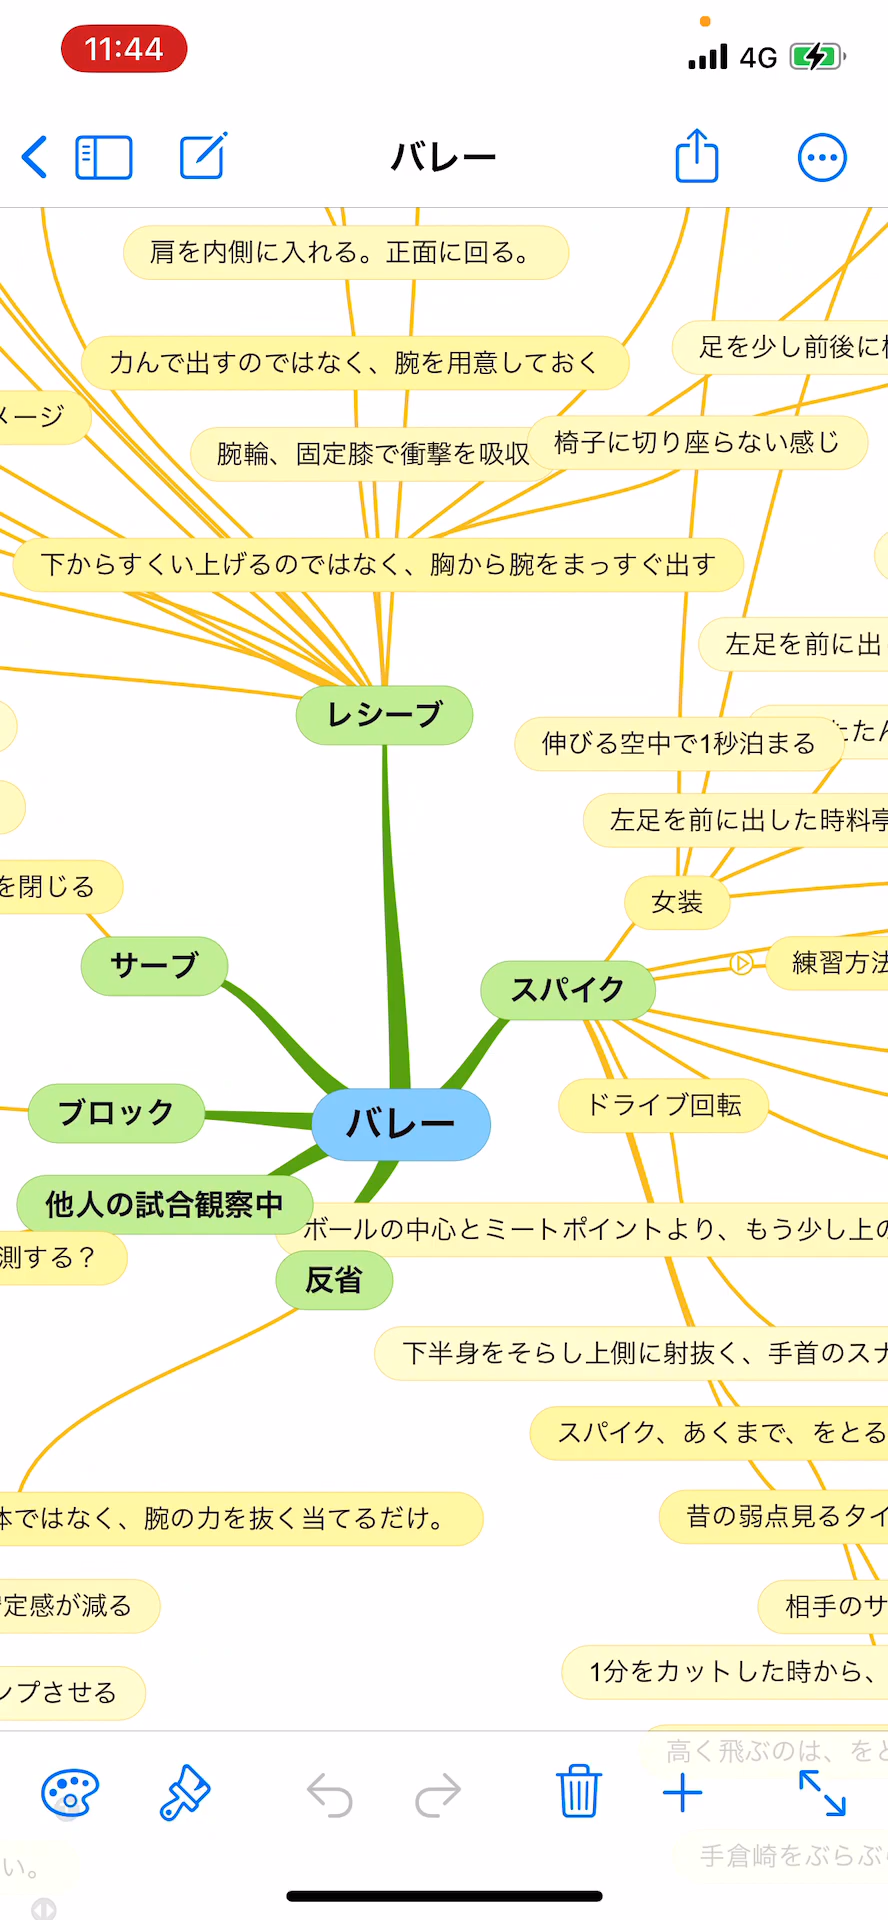 11:44
4G
バレー
肩を内側に入れる。正面に回る。
足を少し前後に
力んで出すのではなく、腕を用意しておく
メージ
腕輪、固定膝で衝撃を吸収
椅子に切り座らない感じ
下からすくい上げるのではなく、胸から腕をまっすぐ出す
左足を前に出
レシーブ
たたん
伸びる空中で1秒泊まる
左足を前に出した時料亭
を閉じる
女装
サーブ
練習方法
スパイク
ドライブ回転
ブロック
バレー
他人の試合観察中
ボールの中心とミートポイントより、もう少し上の
測する？
反省
下半身をそらし上側に射抜く、手首のスナ
スパイク、あくまで、をとる
体ではなく、腕の力を抜く当てるだけ。
昔の弱点見るタイ
定感が減る
相手のサ
1分をカットした時から、
ンプさせる
高く飛ぶのは、をと
手倉崎をぶらぶら
い。